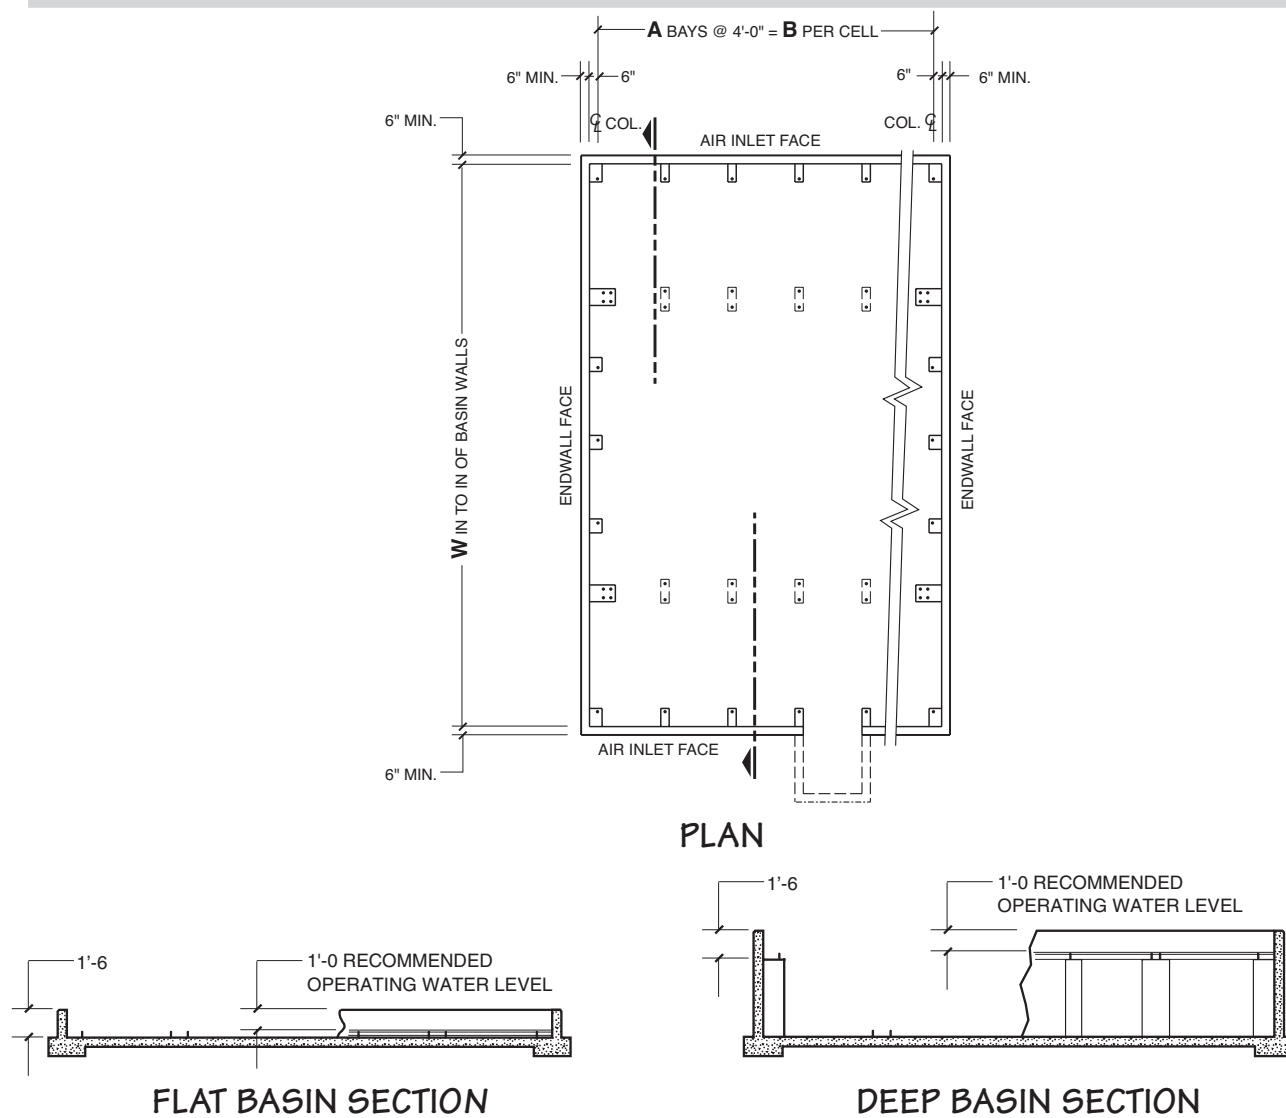 A BAYS @ 4'-0" = B PER CELL
6" MIN.
6"
6"
6" MIN.
6" MIN.
℄ COL.
COL. ℄
AIR INLET FACE
W IN TO IN OF BASIN WALLS
ENDWALL FACE
ENDWALL FACE
AIR INLET FACE
6" MIN.
PLAN
1'-6
1'-0 RECOMMENDED
OPERATING WATER LEVEL
1'-6
1'-0 RECOMMENDED
OPERATING WATER LEVEL
FLAT BASIN SECTION
DEEP BASIN SECTION